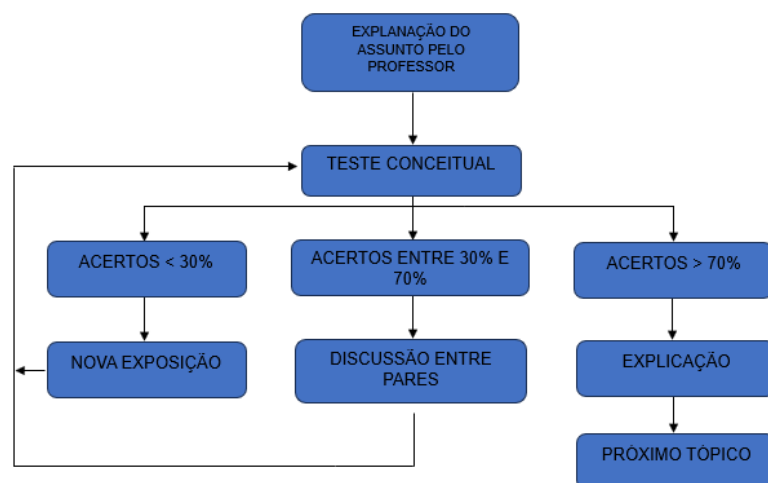 EXPLANAÇÃO DO
ASSUNTO PELO
PROFESSOR
TESTE CONCEITUAL
ACERTOS < 30%
ACERTOS ENTRE 30% E
70%
ACERTOS > 70%
NOVA EXPOSIÇÃO
DISCUSSÃO ENTRE
PARES
EXPLICAÇÃO
PRÓXIMO TÓPICO